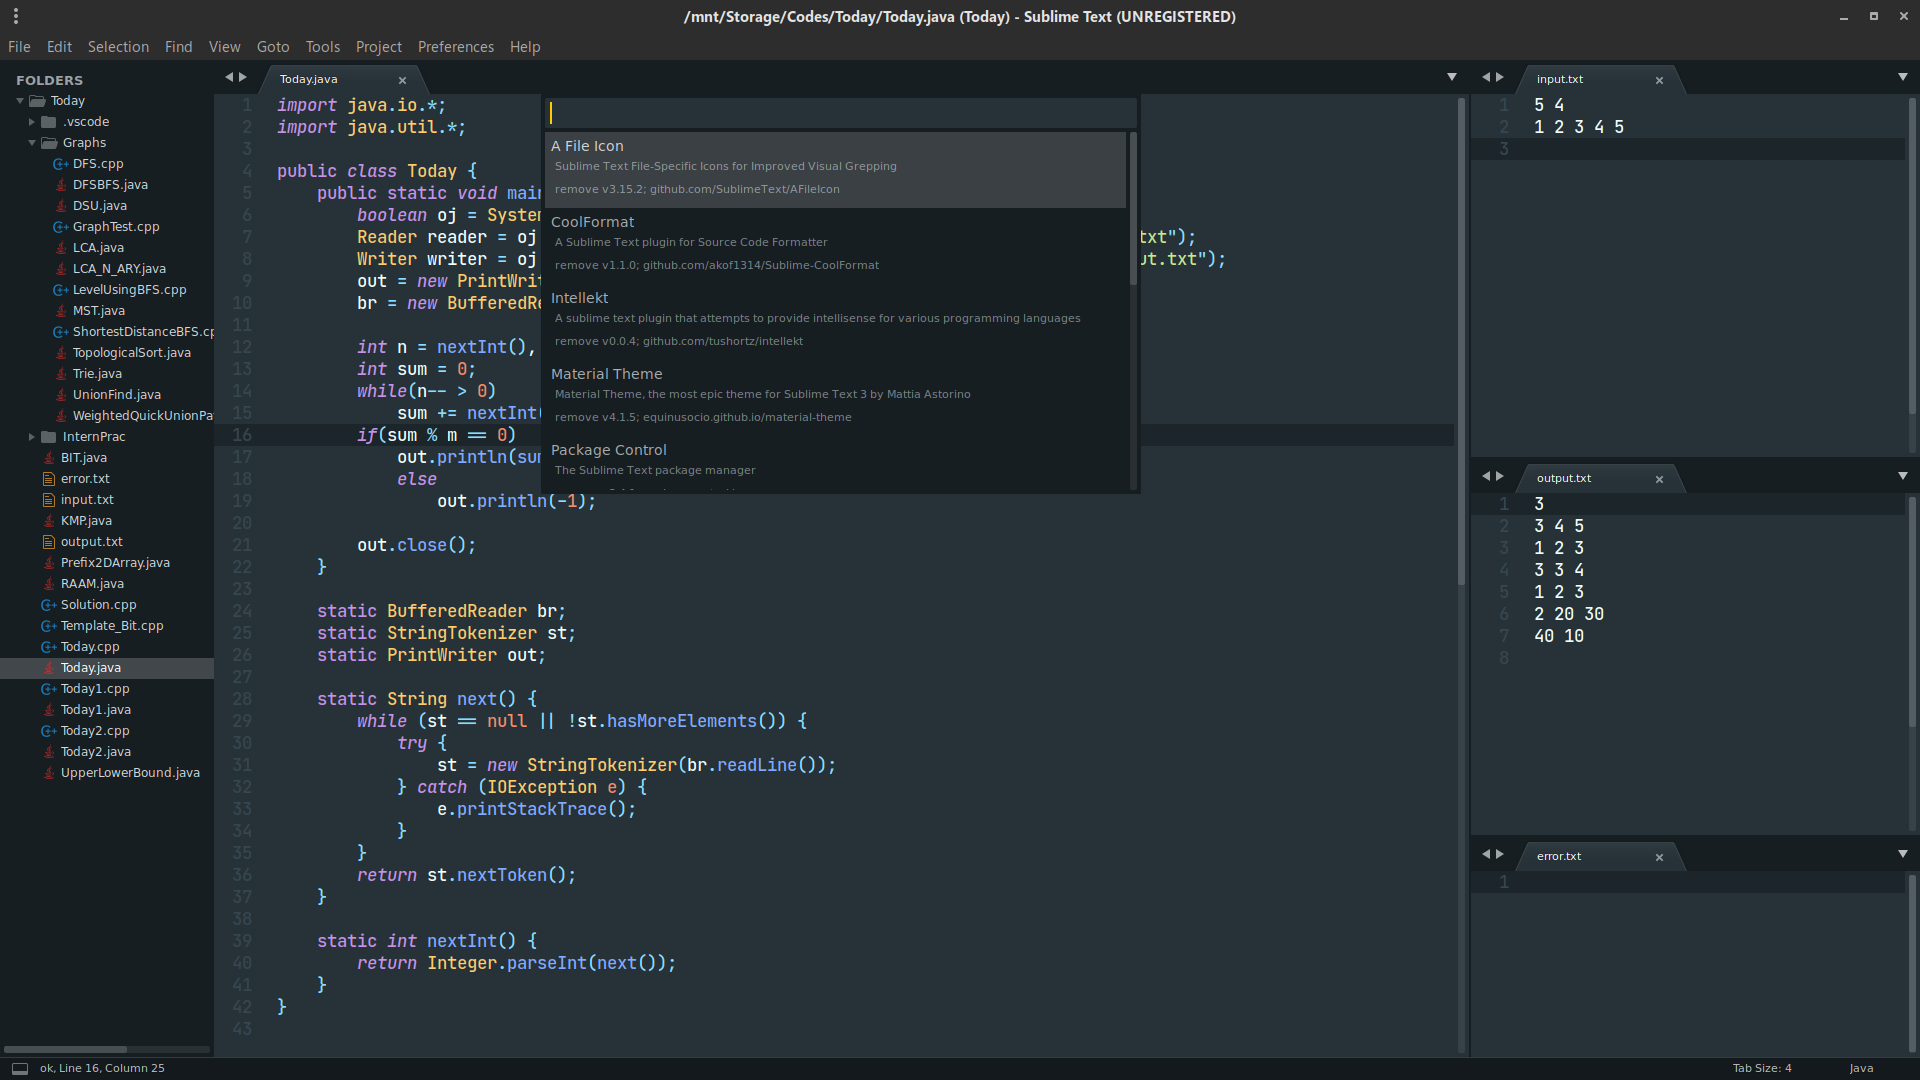 /mnt/Storage/Codes/Today/Today.java (Today) - Sublime Text (UNREGISTERED)
File Edit Selection Find View Goto Tools Project Preferences Help
FOLDERS
Today
.vscode
Graphs
DFS.cpp
DFSBFS.java
DSU.java
GraphTest.cpp
LCA.java
LCA_N_ARY.java
LevelUsingBFS.cpp
MST.java
ShortestDistanceBFS.cp
TopologicalSort.java
Trie.java
UnionFind.java
WeightedQuickUnionPa
InternPrac
BIT.java
error.txt
input.txt
KMP.java
output.txt
Prefix2DArray.java
RAAM.java
Solution.cpp
Template_Bit.cpp
Today.cpp
Today.java
Today1.cpp
Today1.java
Today2.cpp
Today2.java
UpperLowerBound.java
Today.java
1 import java.io.*;
2 import java.util.*;
3
4 public class Today {
5 public static void main
6 boolean oj = System
7 Reader reader = oj txt");
8 Writer writer = oj ut.txt");
9 out = new PrintWrit
10 br = new BufferedRe
11
12 int n = nextInt(),
13 int sum = 0;
14 while(n-- > 0)
15 sum += nextInt(
16 if(sum % m == 0)
17 out.println(sum
18 else
19 out.println(-1);
20
21 out.close();
22 }
23
24 static BufferedReader br;
25 static StringTokenizer st;
26 static PrintWriter out;
27
28 static String next() {
29 while (st == null || !st.hasMoreElements()) {
30 try {
31 st = new StringTokenizer(br.readLine());
32 } catch (IOException e) {
33 e.printStackTrace();
34 }
35 }
36 return st.nextToken();
37 }
38
39 static int nextInt() {
40 return Integer.parseInt(next());
41 }
42 }
43
A File Icon
Sublime Text File-Specific Icons for Improved Visual Grepping
remove v3.15.2; github.com/SublimeText/AFileIcon
CoolFormat
A Sublime Text plugin for Source Code Formatter
remove v1.1.0; github.com/akof1314/Sublime-CoolFormat
Intellekt
A sublime text plugin that attempts to provide intellisense for various programming languages
remove v0.0.4; github.com/tushortz/intellekt
Material Theme
Material Theme, the most epic theme for Sublime Text 3 by Mattia Astorino
remove v4.1.5; equinusocio.github.io/material-theme
Package Control
The Sublime Text package manager
input.txt
1 5 4
2 1 2 3 4 5
3
output.txt
1 3
2 3 4 5
3 1 2 3
4 3 3 4
5 1 2 3
6 2 20 30
7 40 10
8
error.txt
1
ok, Line 16, Column 25
Tab Size: 4
Java